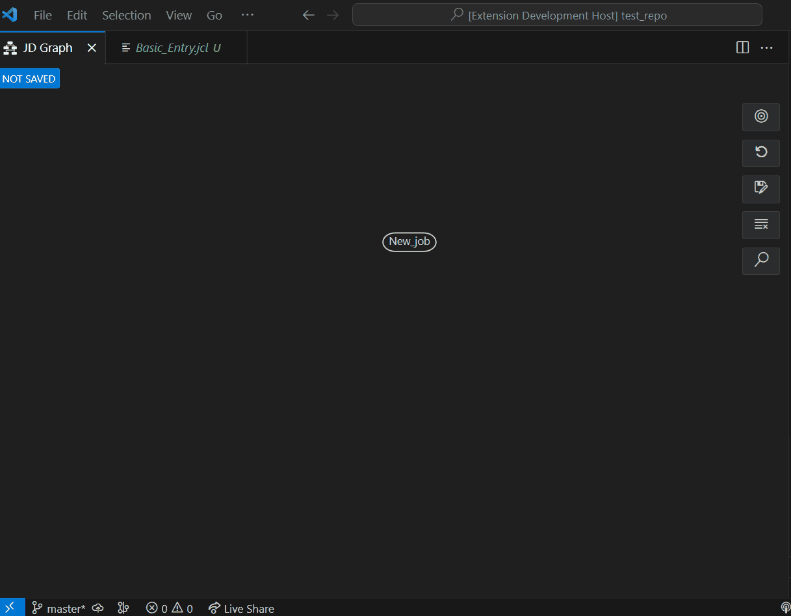 File Edit Selection View Go ··· [Extension Development Host] test_repo
JD Graph Basic_Entry.jcl U
NOT SAVED
New_job
master* 0 0 Live Share